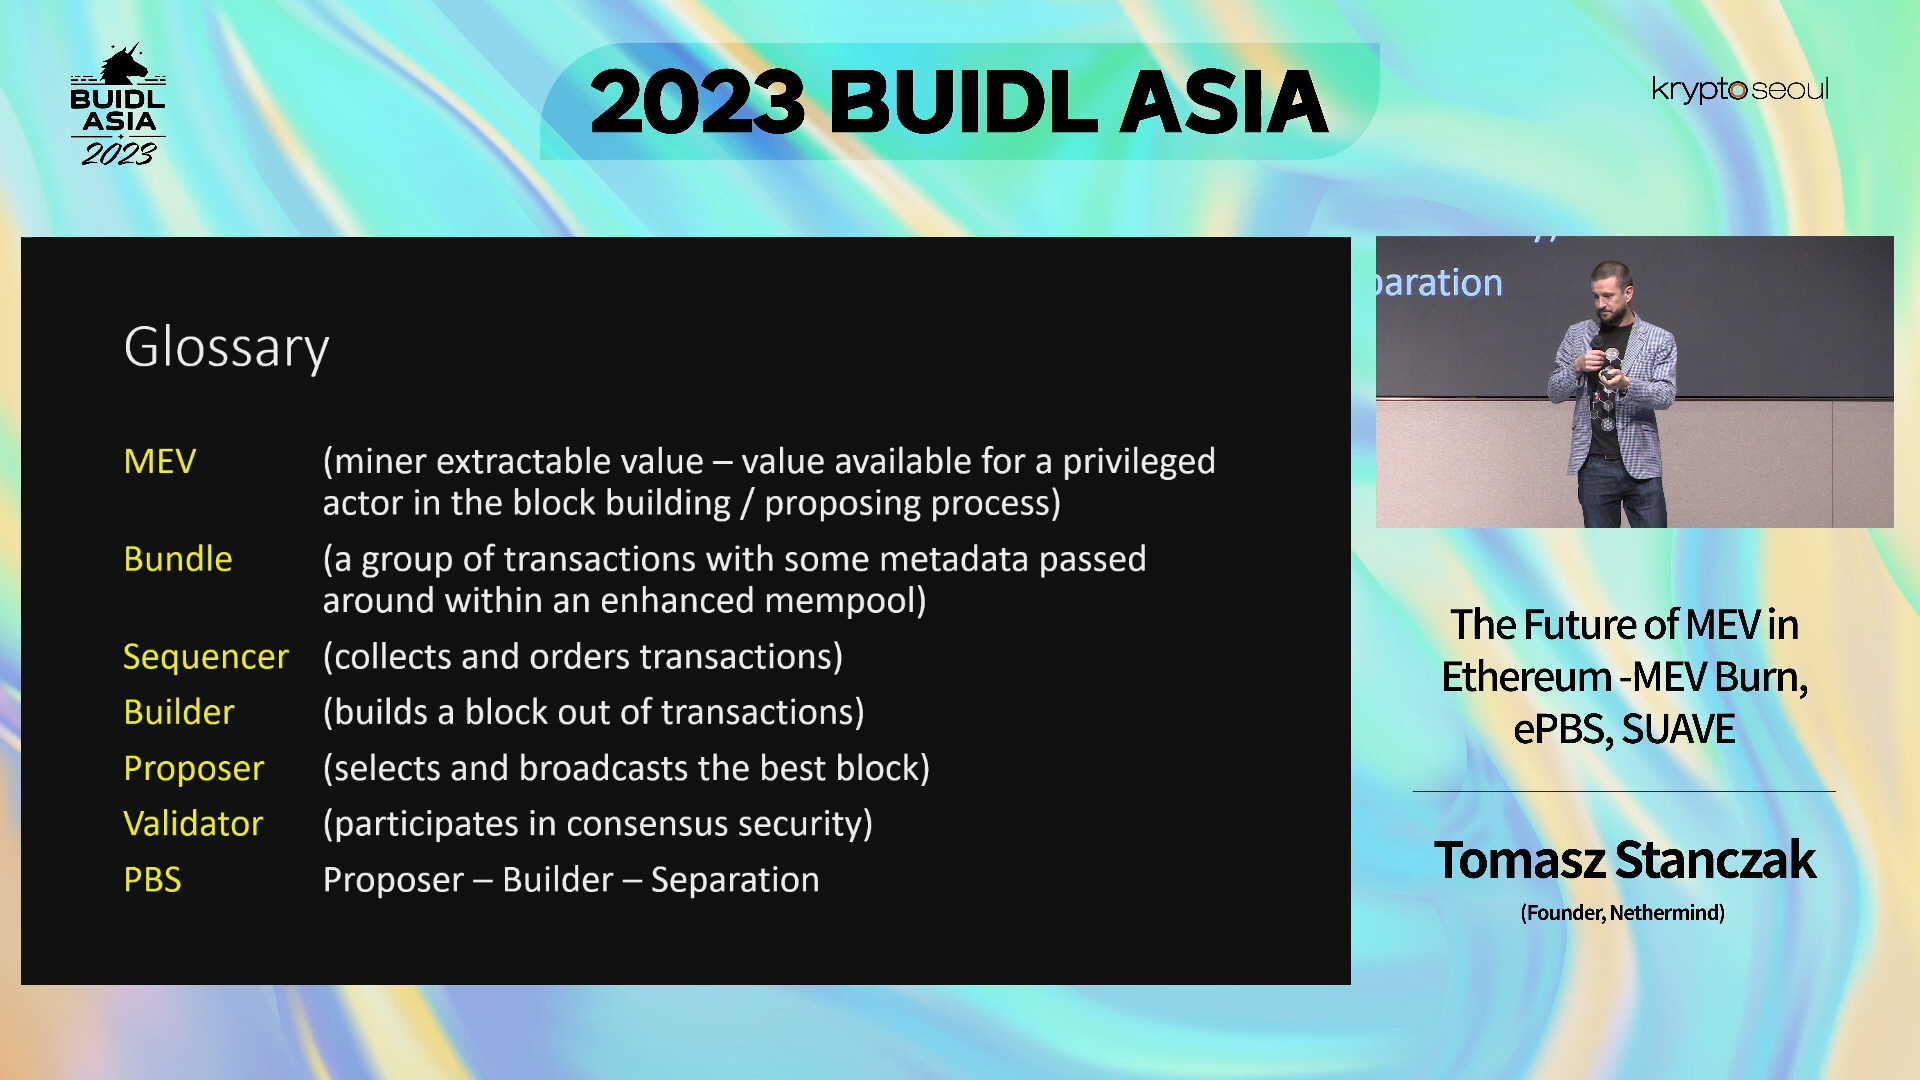 BUIDL
ASIA
2023
2023 BUIDL ASIA
kryptoseoul
Glossary
MEV (miner extractable value – value available for a privileged
actor in the block building / proposing process)
Bundle (a group of transactions with some metadata passed
around within an enhanced mempool)
Sequencer (collects and orders transactions)
Builder (builds a block out of transactions)
Proposer (selects and broadcasts the best block)
Validator (participates in consensus security)
PBS Proposer – Builder – Separation
paration
The Future of MEV in
Ethereum -MEV Burn,
ePBS, SUAVE
Tomasz Stanczak
(Founder, Nethermind)